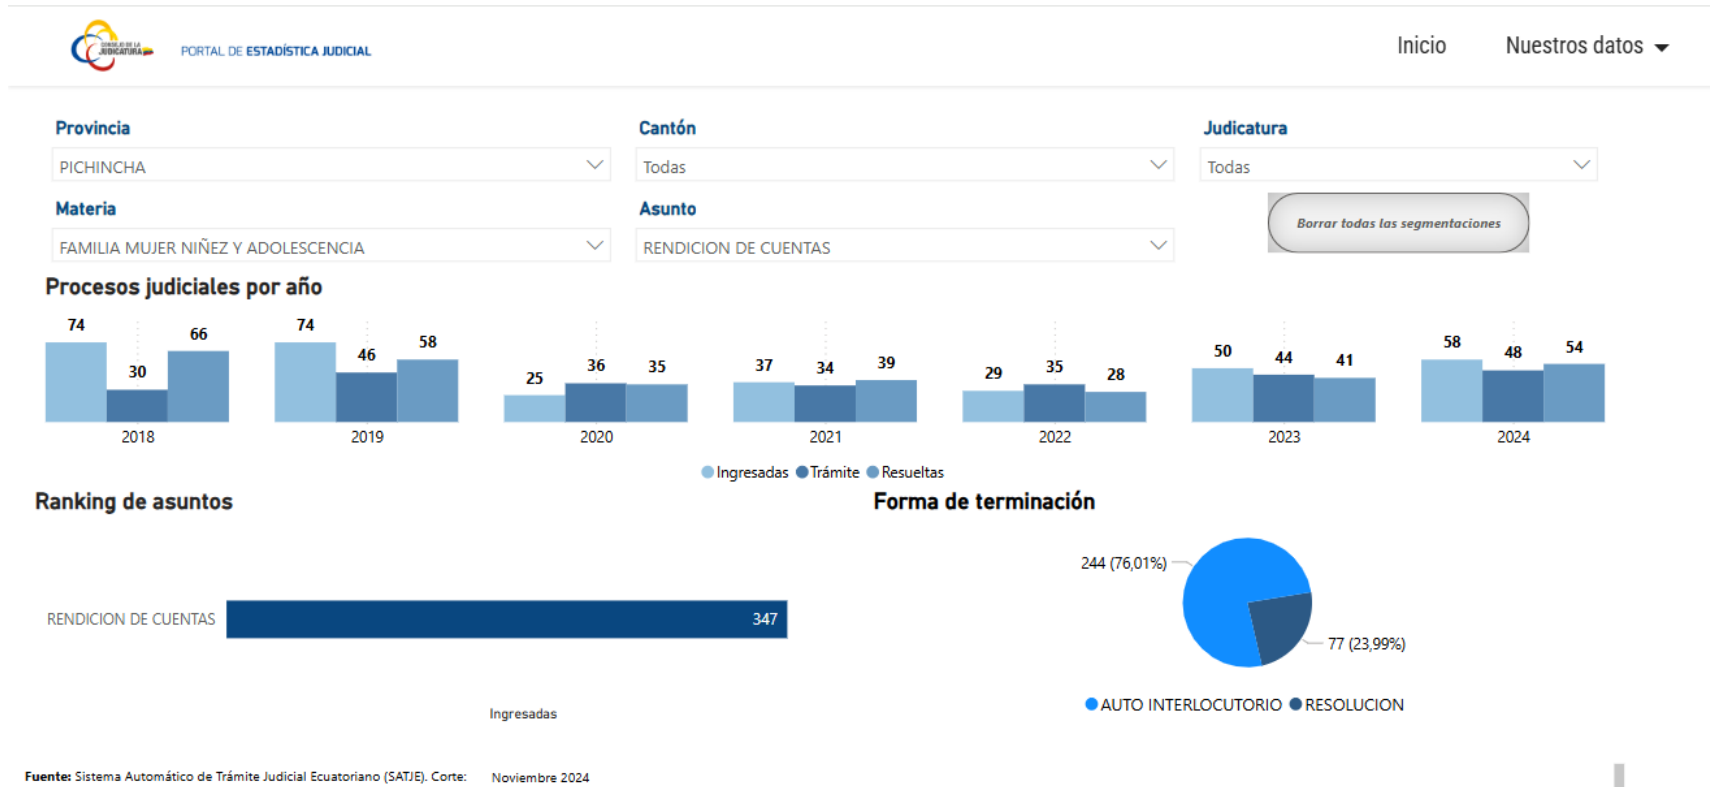 CONSEJO DE LA
JUDICATURA
PORTAL DE ESTADÍSTICA JUDICIAL
Inicio
Nuestros datos
Provincia
Cantón
Judicatura
PICHINCHA
Todas
Todas
Materia
Asunto
Borrar todas las segmentaciones
FAMILIA MUJER NIÑEZ Y ADOLESCENCIA
RENDICION DE CUENTAS
Procesos judiciales por año
74 30 66
74 46 58
25 36 35
37 34 39
29 35 28
50 44 41
58 48 54
2018 2019 2020 2021 2022 2023 2024
Ingresadas Trámite Resueltas
Ranking de asuntos
RENDICION DE CUENTAS 347
Ingresadas
Forma de terminación
244 (76,01%)
77 (23,99%)
AUTO INTERLOCUTORIO RESOLUCION
Fuente: Sistema Automático de Trámite Judicial Ecuatoriano (SATJE). Corte: Noviembre 2024